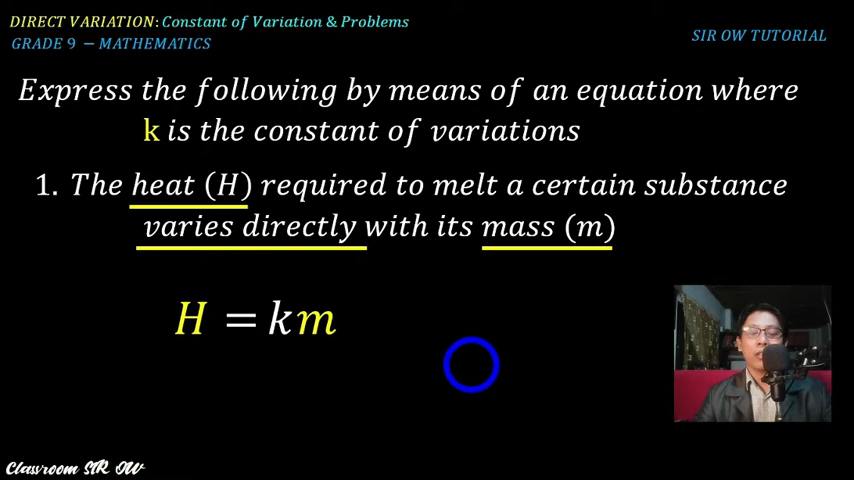 DIRECT VARIATION: Constant of Variation & Problems
GRADE 9 – MATHEMATICS
SIR OW TUTORIAL
Express the following by means of an equation where
k is the constant of variations
1. The heat (H) required to melt a certain substance
varies directly with its mass (m)
H = km
Classroom SIR OW